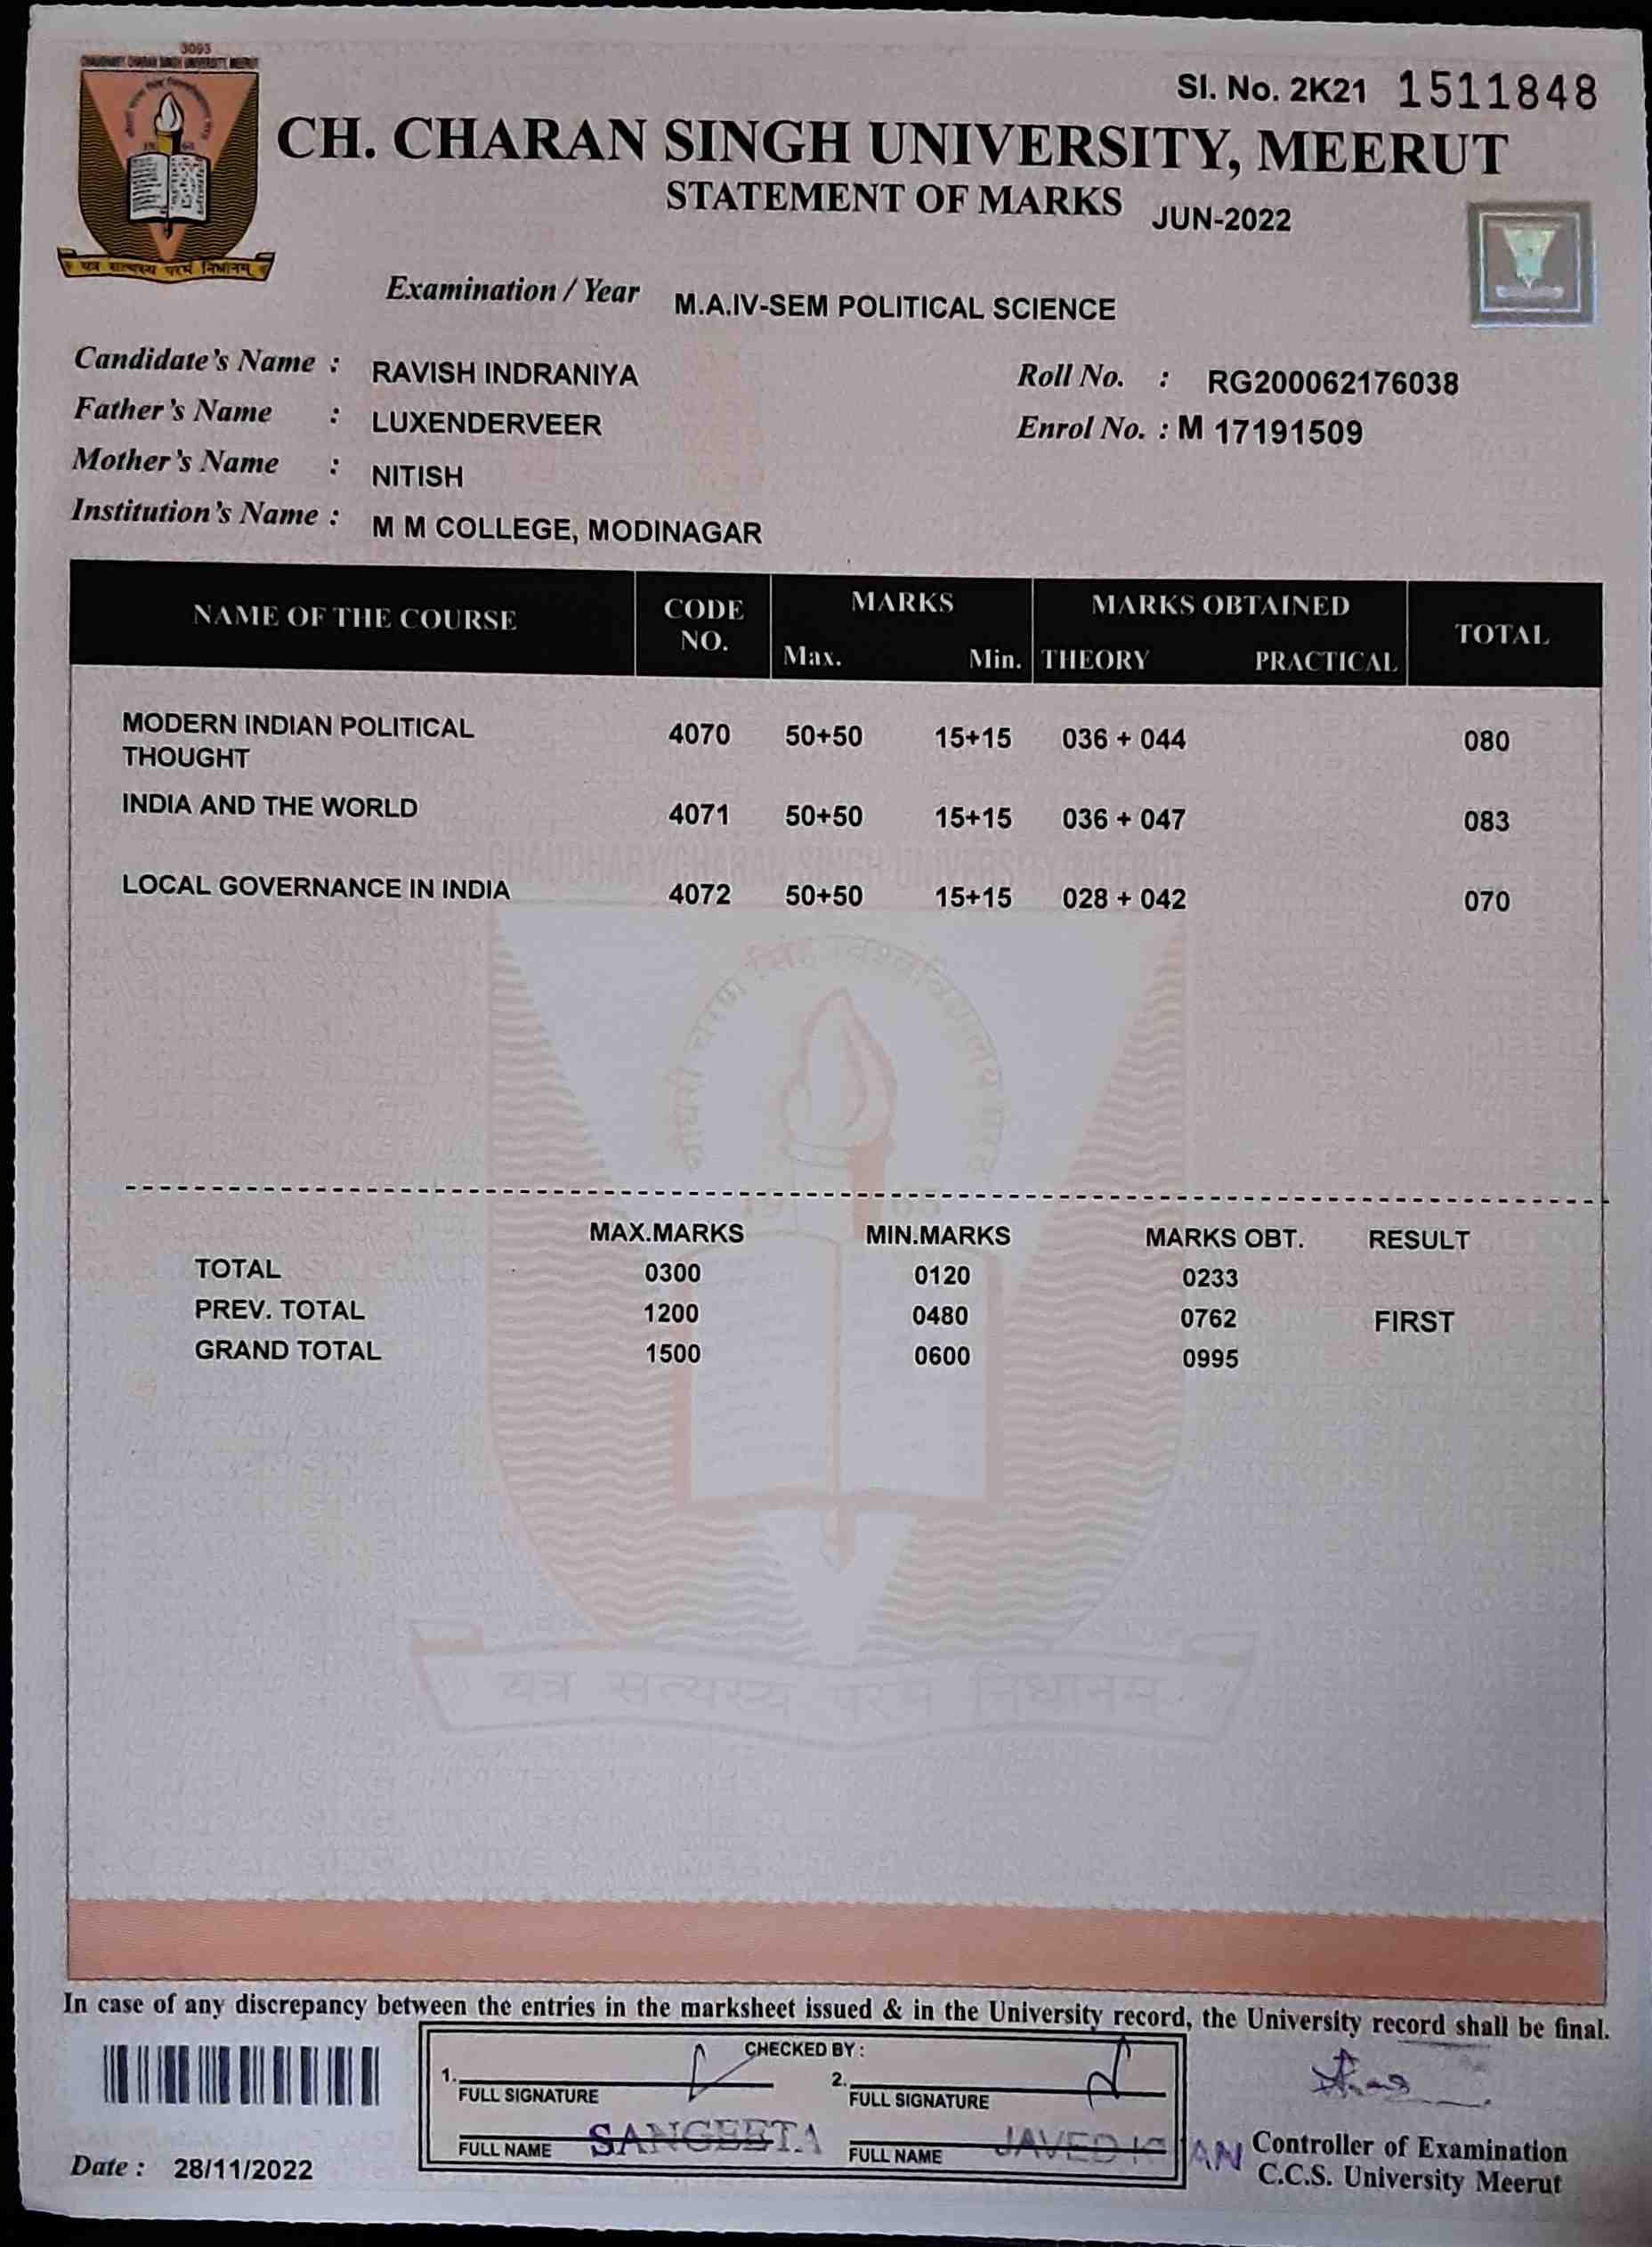 3093
CHAUDHARY CHARAN SINGH UNIVERSITY, MEERUT
Sl. No. 2K21 1511848
CH. CHARAN SINGH UNIVERSITY, MEERUT
STATEMENT OF MARKS JUN-2022
यत्र सत्यस्य परमं निधानम्
Examination / Year M.A.IV-SEM POLITICAL SCIENCE
Candidate's Name : RAVISH INDRANIYA Roll No. : RG200062176038
Father's Name : LUXENDERVEER Enrol No. : M 17191509
Mother's Name : NITISH
Institution's Name : M M COLLEGE, MODINAGAR
NAME OF THE COURSE CODE NO. MARKS Max. Min. MARKS OBTAINED THEORY PRACTICAL TOTAL
MODERN INDIAN POLITICAL 4070 50+50 15+15 036 + 044 080
THOUGHT
INDIA AND THE WORLD 4071 50+50 15+15 036 + 047 083
CHAUDHARY CHARAN SINGH UNIVERSITY MEERUT
LOCAL GOVERNANCE IN INDIA 4072 50+50 15+15 028 + 042 070
1965
MAX.MARKS MIN.MARKS MARKS OBT. RESULT
TOTAL 0300 0120 0233
PREV. TOTAL 1200 0480 0762 FIRST
GRAND TOTAL 1500 0600 0995
यत्र सत्यस्य परमं निधानम्
In case of any discrepancy between the entries in the marksheet issued & in the University record, the University record shall be final.
CHECKED BY :
1. 2.
FULL SIGNATURE FULL SIGNATURE
FULL NAME SANGEETA FULL NAME JAVED KHAN
Controller of Examination
C.C.S. University Meerut
Date : 28/11/2022